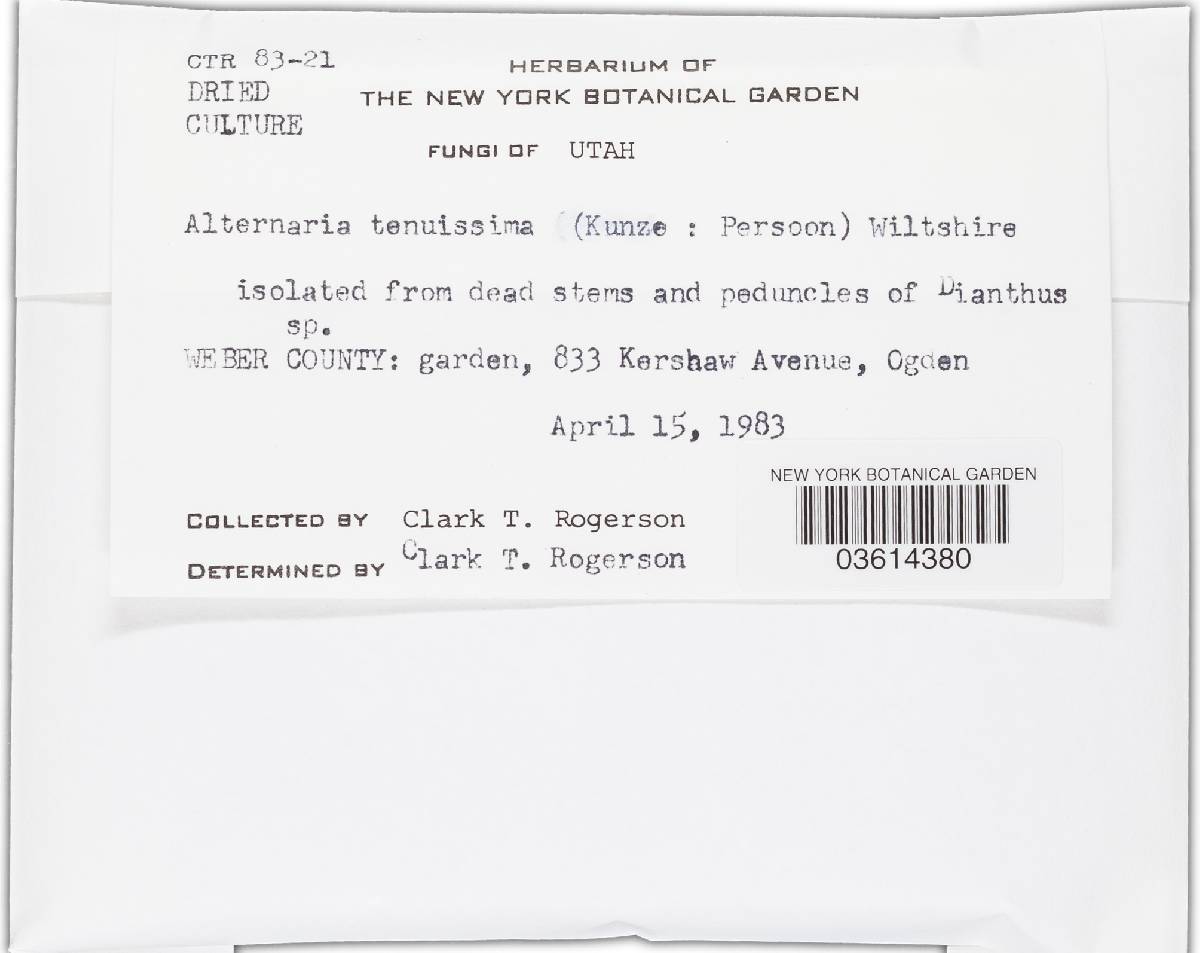 CTR 83-21
DRIED
CULTURE
HERBARIUM OF
THE NEW YORK BOTANICAL GARDEN
FUNGI OF UTAH
Alternaria tenuissima (Kunze : Persoon) Wiltshire
isolated from dead stems and peduncles of Dianthus
sp.
WEBER COUNTY: garden, 833 Kershaw Avenue, Ogden
April 15, 1983
NEW YORK BOTANICAL GARDEN
03614380
COLLECTED BY Clark T. Rogerson
DETERMINED BY Clark T. Rogerson